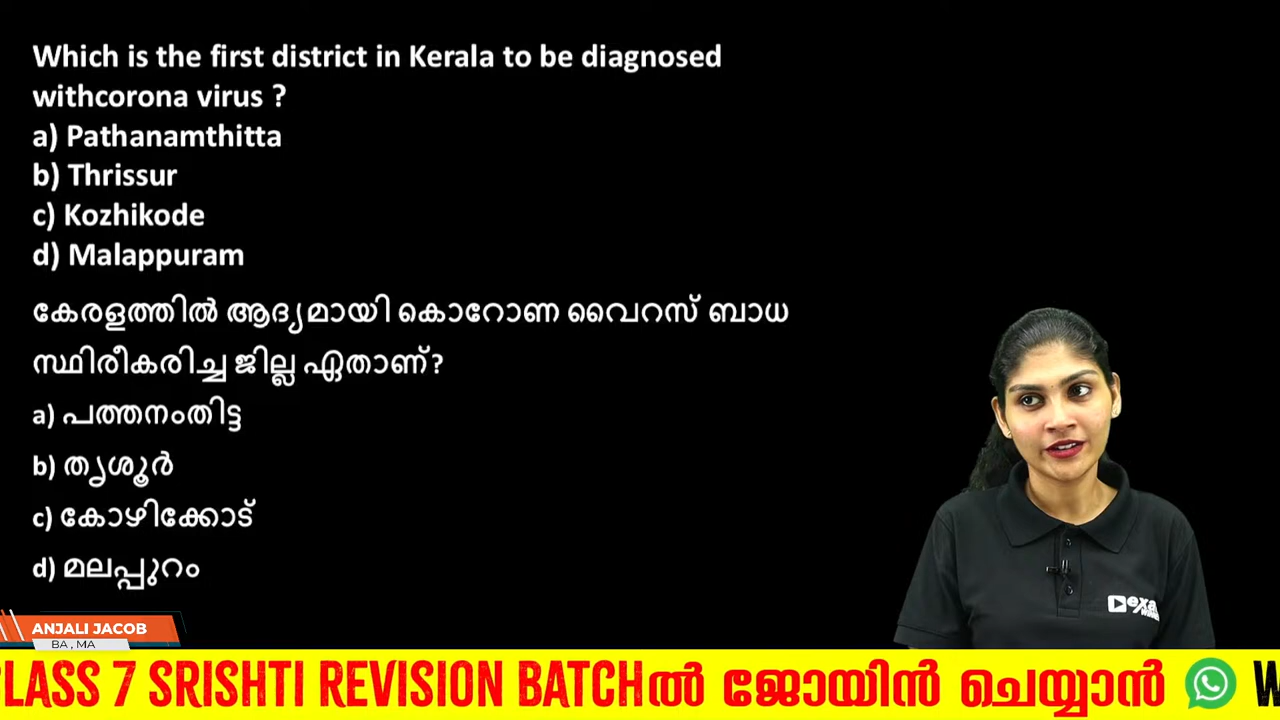 Which is the first district in Kerala to be diagnosed
withcorona virus ?
a) Pathanamthitta
b) Thrissur
c) Kozhikode
d) Malappuram
കേരളത്തിൽ ആദ്യമായി കൊറോണ വൈറസ് ബാധ
സ്ഥിരീകരിച്ച ജില്ല ഏതാണ്?
a) പത്തനംതിട്ട
b) തൃശൂർ
c) കോഴിക്കോട്
d) മലപ്പുറം
exa
ANJALI JACOB
BA , MA
LASS 7 SRISHTI REVISION BATCHൽ ജോയിൻ ചെയ്യാൻ W